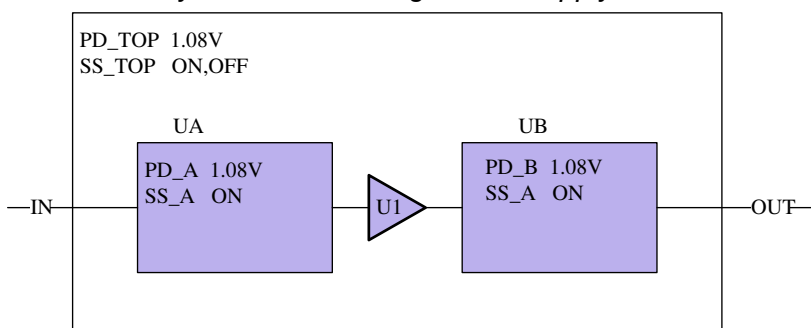 PD_TOP 1.08V
SS_TOP ON,OFF
UA
UB
PD_A 1.08V
SS_A ON
PD_B 1.08V
SS_A ON
IN
U1
OUT